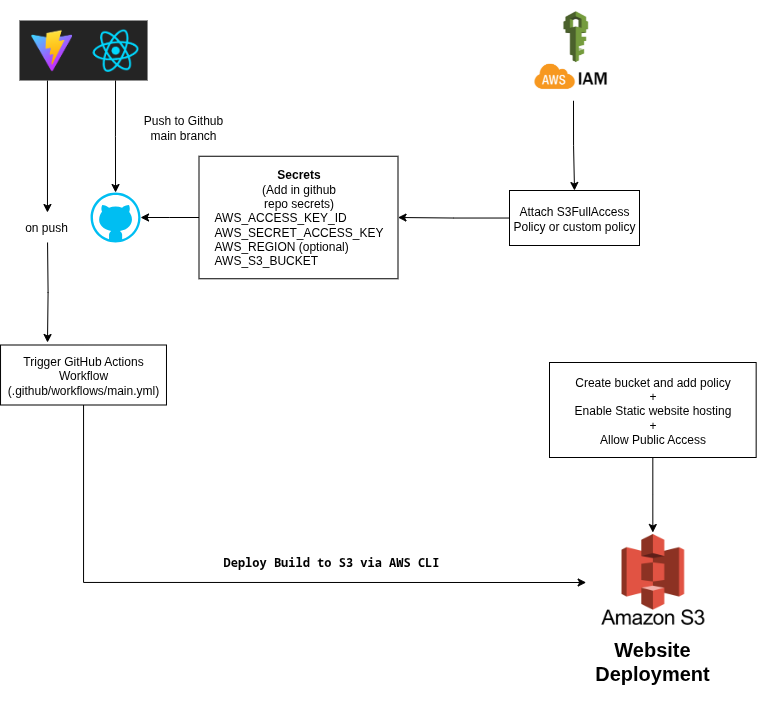 Push to Github
main branch
AWS
IAM
Secrets
(Add in github
repo secrets)
AWS_ACCESS_KEY_ID
AWS_SECRET_ACCESS_KEY
AWS_REGION (optional)
AWS_S3_BUCKET
Attach S3FullAccess
Policy or custom policy
on push
Trigger GitHub Actions
Workflow
(.github/workflows/main.yml)
Create bucket and add policy
+
Enable Static website hosting
+
Allow Public Access
Deploy Build to S3 via AWS CLI
Amazon S3
Website
Deployment